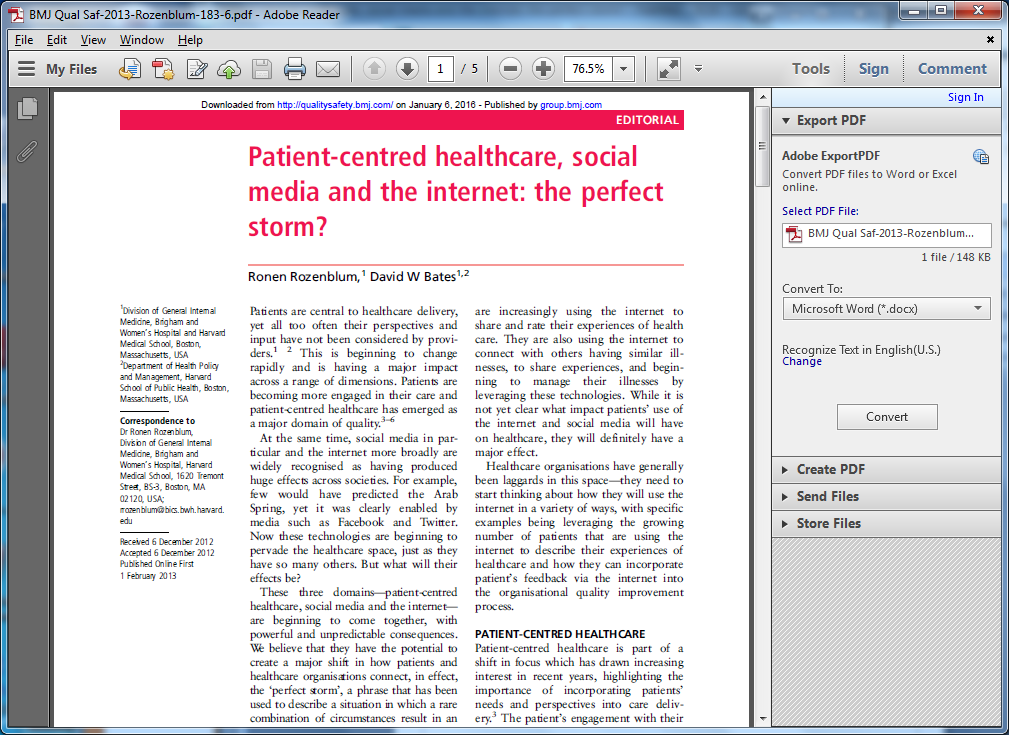 BMJ Qual Saf-2013-Rozenblum-183-6.pdf - Adobe Reader
File Edit View Window Help
My Files 1 / 5 76.5% Tools Sign Comment
Downloaded from http://qualitysafety.bmj.com/ on January 6, 2016 - Published by group.bmj.com
EDITORIAL
Patient-centred healthcare, social
media and the internet: the perfect
storm?
Ronen Rozenblum,1 David W Bates1,2
1Division of General Internal
Medicine, Brigham and
Women's Hospital and Harvard
Medical School, Boston,
Massachusetts, USA
2Department of Health Policy
and Management, Harvard
School of Public Health, Boston,
Massachusetts, USA
Correspondence to
Dr Ronen Rozenblum,
Division of General Internal
Medicine, Brigham and
Women's Hospital, Harvard
Medical School, 1620 Tremont
Street, BS-3, Boston, MA
02120, USA;
rrozenblum@bics.bwh.harvard.
edu
Received 6 December 2012
Accepted 6 December 2012
Published Online First
1 February 2013
Patients are central to healthcare delivery,
yet all too often their perspectives and
input have not been considered by provi-
ders.1 2 This is beginning to change
rapidly and is having a major impact
across a range of dimensions. Patients are
becoming more engaged in their care and
patient-centred healthcare has emerged as
a major domain of quality.3–6
At the same time, social media in par-
ticular and the internet more broadly are
widely recognised as having produced
huge effects across societies. For example,
few would have predicted the Arab
Spring, yet it was clearly enabled by
media such as Facebook and Twitter.
Now these technologies are beginning to
pervade the healthcare space, just as they
have so many others. But what will their
effects be?
These three domains—patient-centred
healthcare, social media and the internet—
are beginning to come together, with
powerful and unpredictable consequences.
We believe that they have the potential to
create a major shift in how patients and
healthcare organisations connect, in effect,
the 'perfect storm', a phrase that has been
used to describe a situation in which a rare
combination of circumstances result in an
are increasingly using the internet to
share and rate their experiences of health
care. They are also using the internet to
connect with others having similar ill-
nesses, to share experiences, and begin-
ning to manage their illnesses by
leveraging these technologies. While it is
not yet clear what impact patients' use of
the internet and social media will have
on healthcare, they will definitely have a
major effect.
Healthcare organisations have generally
been laggards in this space—they need to
start thinking about how they will use the
internet in a variety of ways, with specific
examples being leveraging the growing
number of patients that are using the
internet to describe their experiences of
healthcare and how they can incorporate
patient's feedback via the internet into
the organisational quality improvement
process.
PATIENT-CENTRED HEALTHCARE
Patient-centred healthcare is part of a
shift in focus which has drawn increasing
interest in recent years, highlighting the
importance of incorporating patients'
needs and perspectives into care deliv-
ery.3 The patient's engagement with their
Sign In
Export PDF
Adobe ExportPDF
Convert PDF files to Word or Excel
online.
Select PDF File:
BMJ Qual Saf-2013-Rozenblum...
1 file / 148 KB
Convert To:
Microsoft Word (*.docx)
Recognize Text in English(U.S.)
Change
Convert
Create PDF
Send Files
Store Files